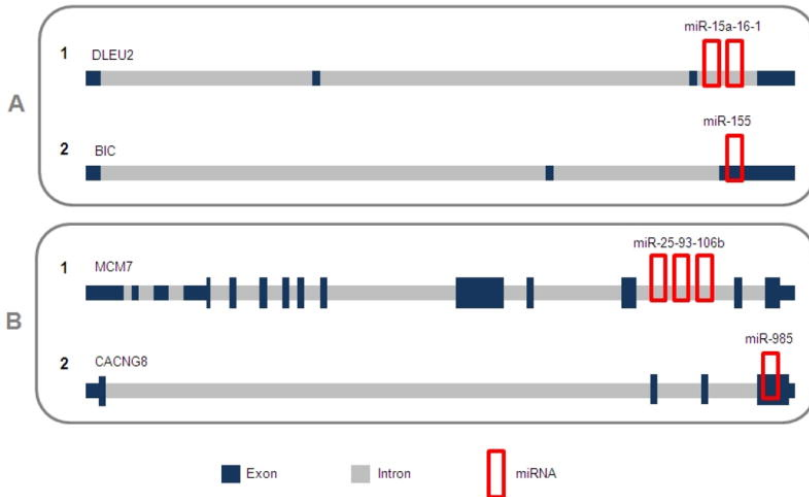 A
miR-15a-16-1
1 DLEU2
miR-155
2 BIC
B
miR-25-93-106b
1 MCM7
miR-985
2 CACNG8
Exon Intron miRNA